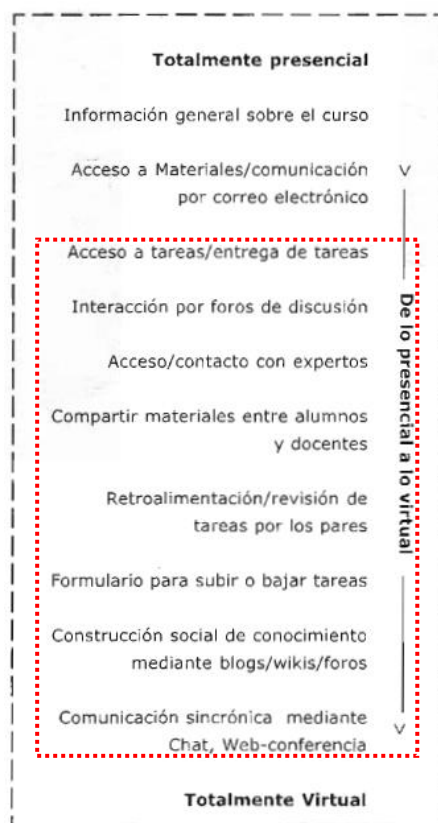 Totalmente presencial
Información general sobre el curso
Acceso a Materiales/comunicación
por correo electrónico
Acceso a tareas/entrega de tareas
Interacción por foros de discusión
Acceso/contacto con expertos
Compartir materiales entre alumnos
y docentes
Retroalimentación/revisión de
tareas por los pares
Formulario para subir o bajar tareas
Construcción social de conocimiento
mediante blogs/wikis/foros
Comunicación sincrónica mediante
Chat, Web-conferencia
Totalmente Virtual
De lo presencial a lo virtual